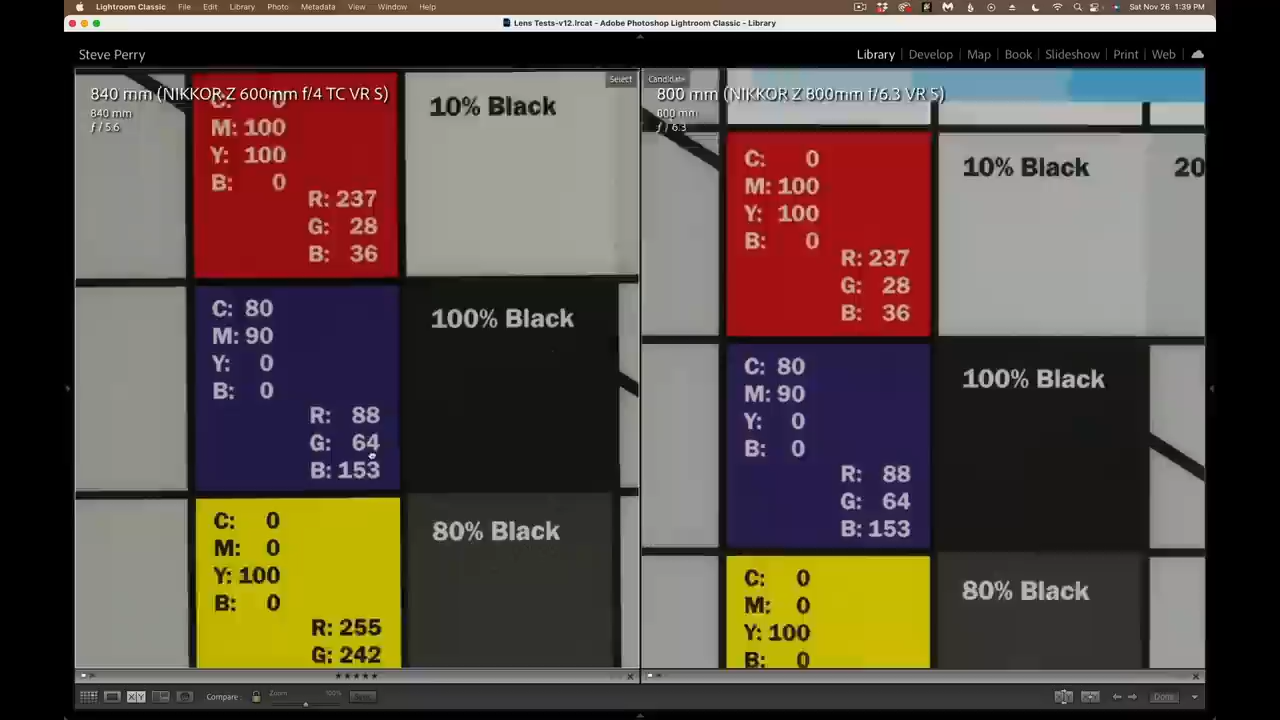 Lightroom Classic File Edit Library Photo Metadata View Window Help
Sat Nov 26 1:39 PM
Lens Tests-v12.lrcat - Adobe Photoshop Lightroom Classic - Library
Steve Perry
Library | Develop | Map | Book | Slideshow | Print | Web
840 mm (NIKKOR Z 600mm f/4 TC VR S)
840 mm
ƒ / 5.6
Select
C: 0
M: 100
Y: 100
B: 0
R: 237
G: 28
B: 36
10% Black
C: 80
M: 90
Y: 0
B: 0
R: 88
G: 64
B: 153
100% Black
C: 0
M: 0
Y: 100
B: 0
R: 255
G: 242
80% Black
Candidate
800 mm (NIKKOR Z 800mm f/6.3 VR S)
800 mm
ƒ / 6.3
C: 0
M: 100
Y: 100
B: 0
R: 237
G: 28
B: 36
10% Black
20
C: 80
M: 90
Y: 0
B: 0
R: 88
G: 64
B: 153
100% Black
C: 0
M: 0
Y: 100
B: 0
80% Black
Compare :
Zoom
100%
Done